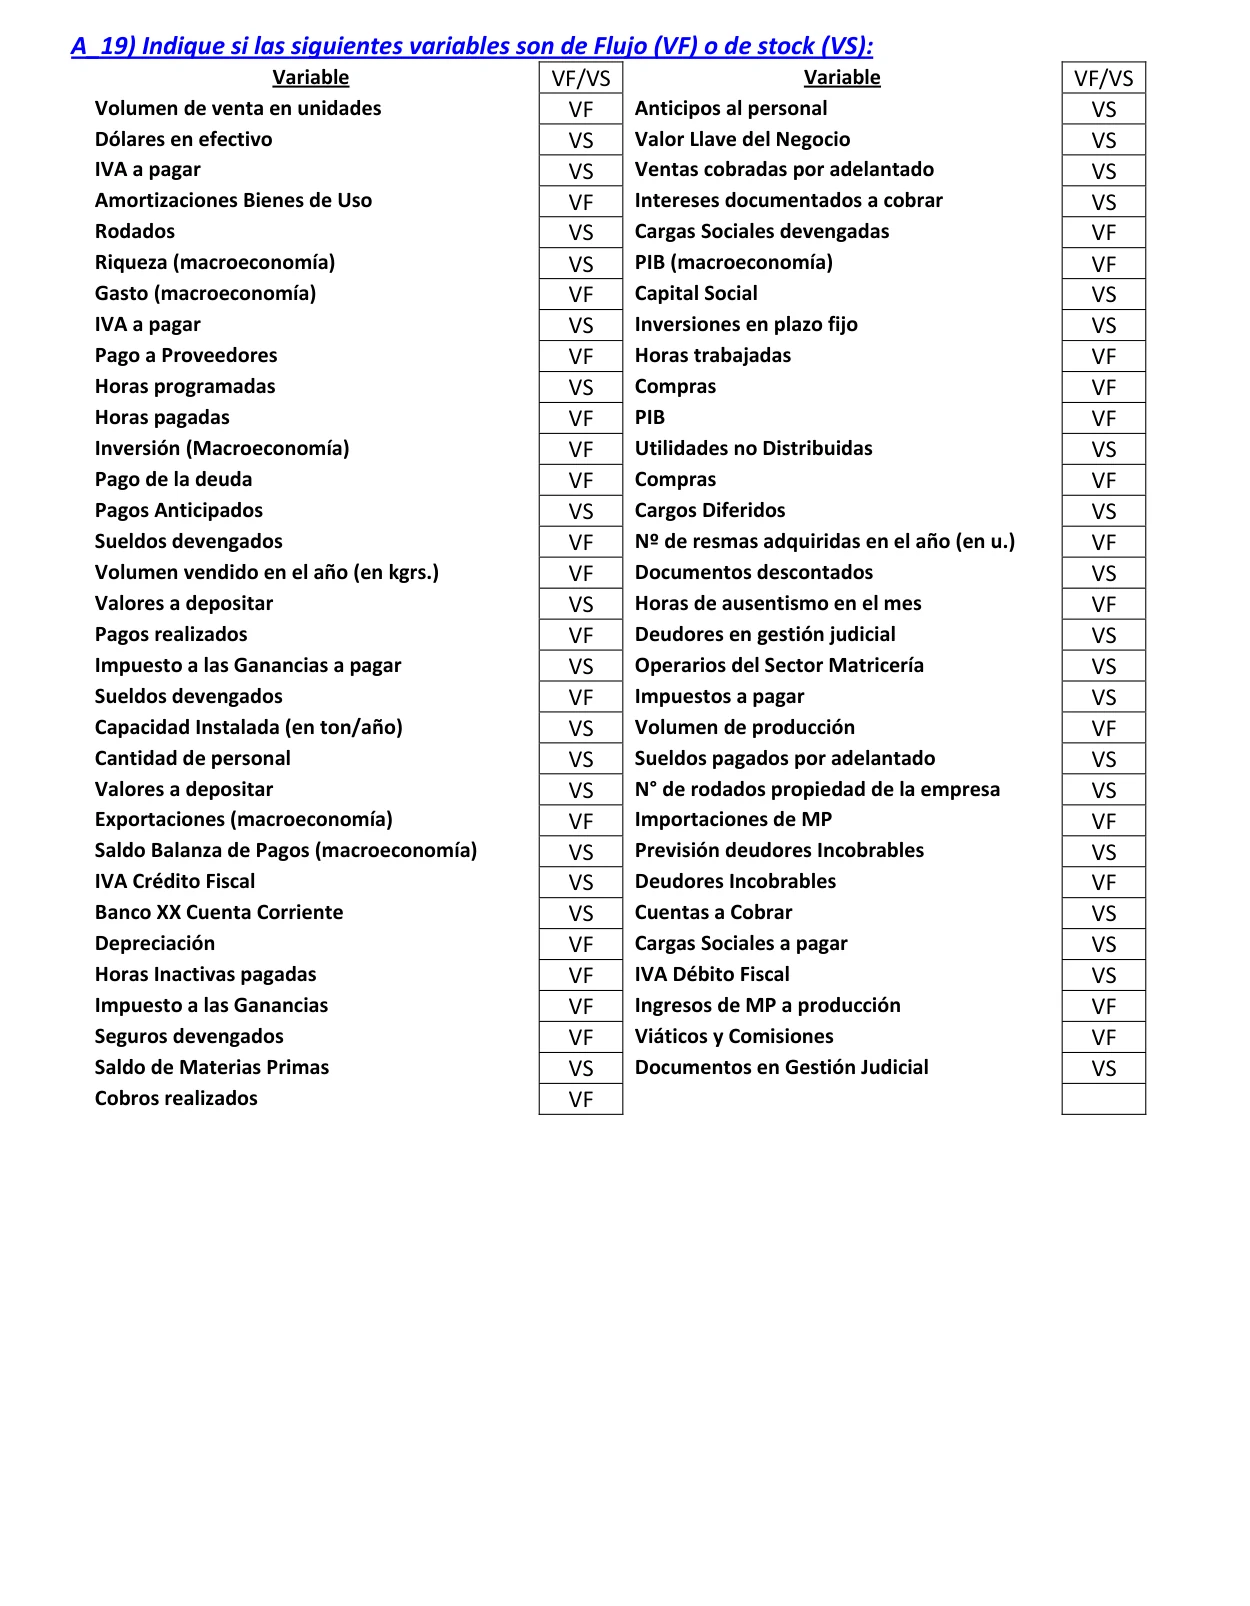 A_19) Indique si las siguientes variables son de Flujo (VF) o de stock (VS):
Variable VF/VS Variable VF/VS
Volumen de venta en unidades VF Anticipos al personal VS
Dólares en efectivo VS Valor Llave del Negocio VS
IVA a pagar VS Ventas cobradas por adelantado VS
Amortizaciones Bienes de Uso VF Intereses documentados a cobrar VS
Rodados VS Cargas Sociales devengadas VF
Riqueza (macroeconomía) VS PIB (macroeconomía) VF
Gasto (macroeconomía) VF Capital Social VS
IVA a pagar VS Inversiones en plazo fijo VS
Pago a Proveedores VF Horas trabajadas VF
Horas programadas VS Compras VF
Horas pagadas VF PIB VF
Inversión (Macroeconomía) VF Utilidades no Distribuidas VS
Pago de la deuda VF Compras VF
Pagos Anticipados VS Cargos Diferidos VS
Sueldos devengados VF Nº de resmas adquiridas en el año (en u.) VF
Volumen vendido en el año (en kgrs.) VF Documentos descontados VS
Valores a depositar VS Horas de ausentismo en el mes VF
Pagos realizados VF Deudores en gestión judicial VS
Impuesto a las Ganancias a pagar VS Operarios del Sector Matricería VS
Sueldos devengados VF Impuestos a pagar VS
Capacidad Instalada (en ton/año) VS Volumen de producción VF
Cantidad de personal VS Sueldos pagados por adelantado VS
Valores a depositar VS N° de rodados propiedad de la empresa VS
Exportaciones (macroeconomía) VF Importaciones de MP VF
Saldo Balanza de Pagos (macroeconomía) VS Previsión deudores Incobrables VS
IVA Crédito Fiscal VS Deudores Incobrables VF
Banco XX Cuenta Corriente VS Cuentas a Cobrar VS
Depreciación VF Cargas Sociales a pagar VS
Horas Inactivas pagadas VF IVA Débito Fiscal VS
Impuesto a las Ganancias VF Ingresos de MP a producción VF
Seguros devengados VF Viáticos y Comisiones VF
Saldo de Materias Primas VS Documentos en Gestión Judicial VS
Cobros realizados VF